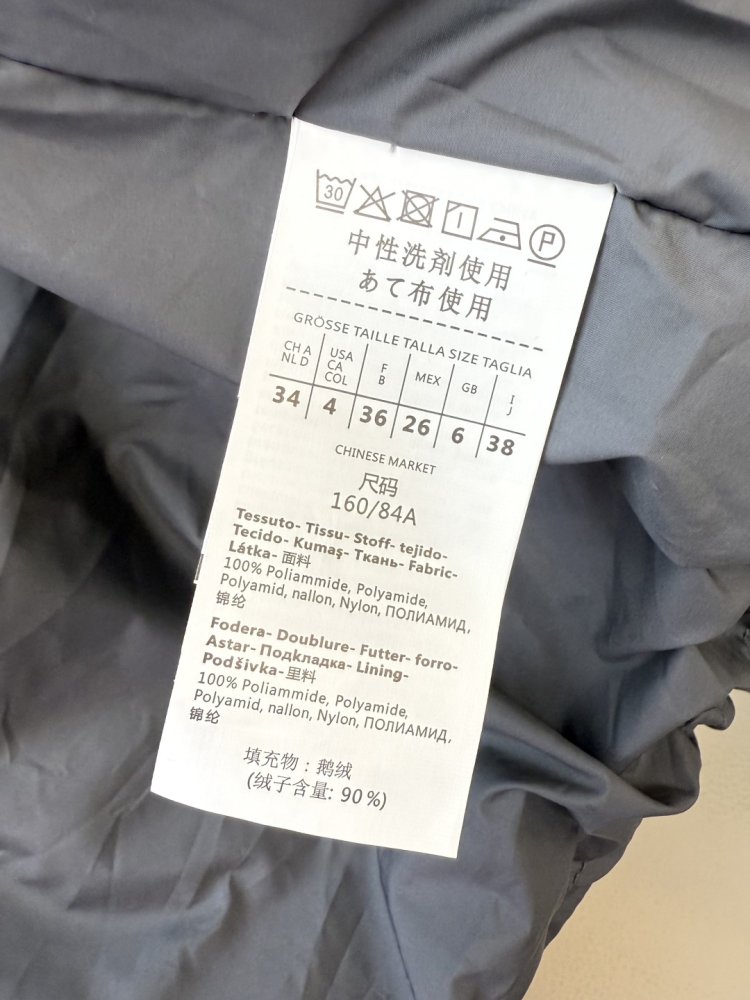 30
P
中性洗剤使用
あて布使用
GRÖSSE TAILLE TALLA SIZE TAGLIA
CH A NL D USA CA COL F B MEX GB I J
34 4 36 26 6 38
CHINESE MARKET
尺码
160/84A
Tessuto- Tissu- Stoff- tejido-
Tecido- Kumaş- Ткань- Fabric-
Látka- 面料
100% Poliammide, Polyamide,
Polyamid, nallon, Nylon, ПОЛИАМИД,
锦纶
Fodera- Doublure- Futter- forro-
Astar- Подкладка- Lining-
Podšivka- 里料
100% Poliammide, Polyamide,
Polyamid, nallon, Nylon, ПОЛИАМИД,
锦纶
填充物：鹅绒
(绒子含量: 90%)